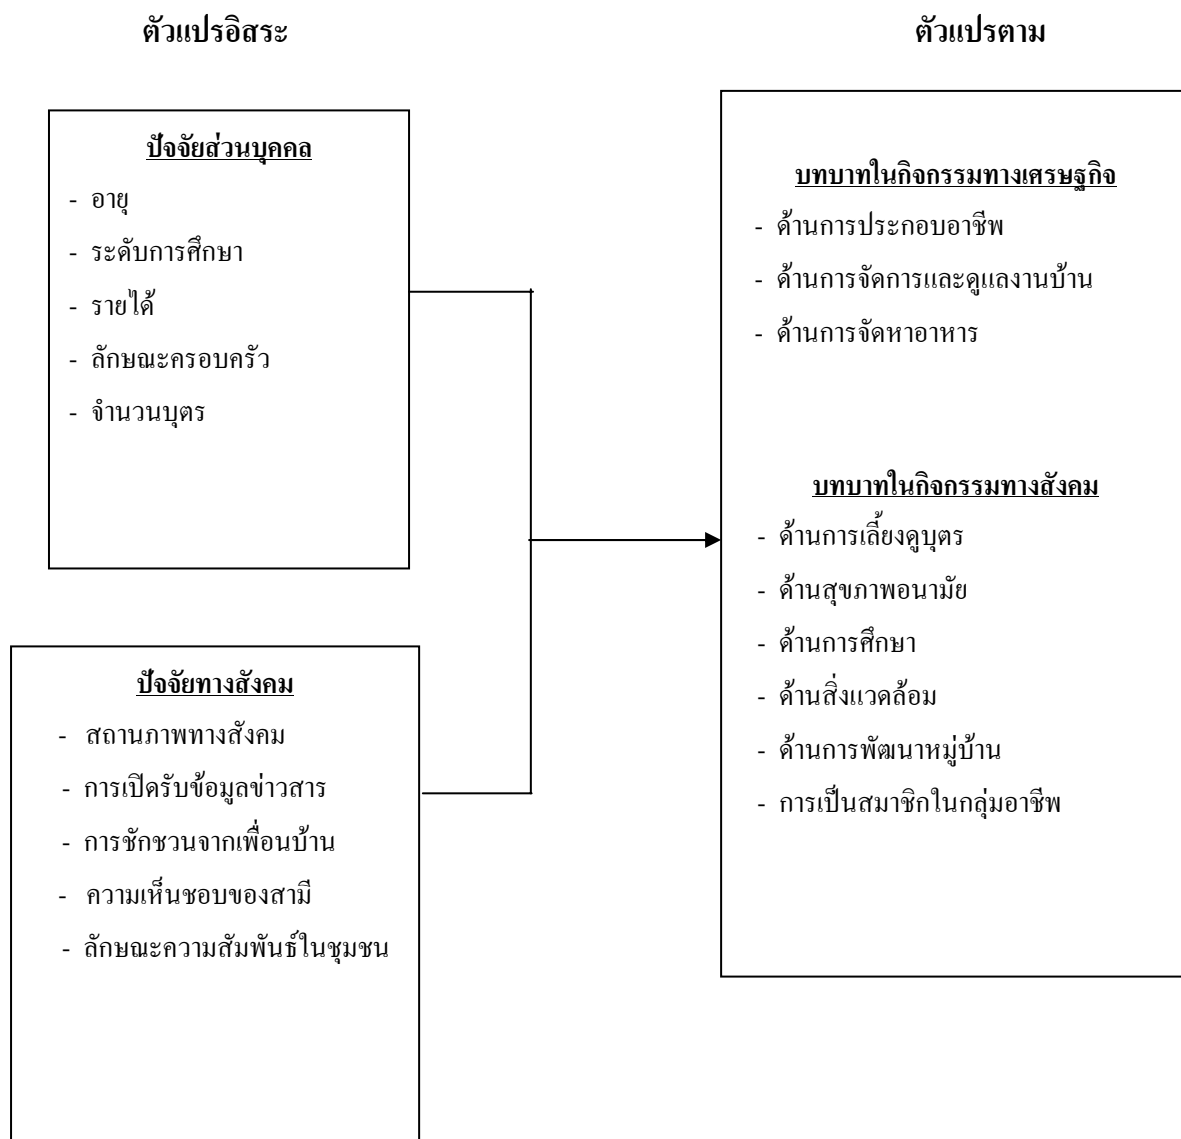 ตัวแปรอิสระ
ตัวแปรตาม
ปัจจัยส่วนบุคคล
- อายุ
- ระดับการศึกษา
- รายได้
- ลักษณะครอบครัว
- จำนวนบุตร
ปัจจัยทางสังคม
- สถานภาพทางสังคม
- การเปิดรับข้อมูลข่าวสาร
- การชักชวนจากเพื่อนบ้าน
- ความเห็นชอบของสามี
- ลักษณะความสัมพันธ์ในชุมชน
บทบาทในกิจกรรมทางเศรษฐกิจ
- ด้านการประกอบอาชีพ
- ด้านการจัดการและดูแลงานบ้าน
- ด้านการจัดหาอาหาร
บทบาทในกิจกรรมทางสังคม
- ด้านการเลี้ยงดูบุตร
- ด้านสุขภาพอนามัย
- ด้านการศึกษา
- ด้านสิ่งแวดล้อม
- ด้านการพัฒนาหมู่บ้าน
- การเป็นสมาชิกในกลุ่มอาชีพ